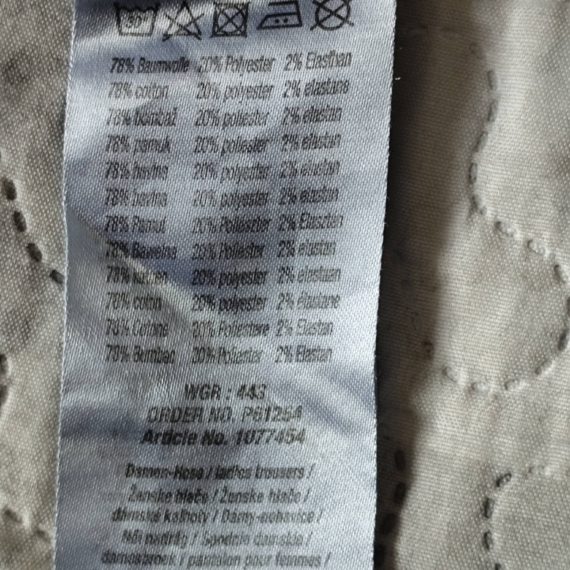 30°
78% Baumwolle 20% Polyester 2% Elasthan
78% cotton 20% polyester 2% elastane
78% bombaž 20% poliester 2% elastan
78% pamuk 20% poliester 2% elastan
78% bavlna 20% polyester 2% elastan
78% bavlna 20% polyester 2% elastan
78% Pamut 20% Poliészter 2% Elasztán
78% Bawełna 20% Poliester 2% elastan
78% katoen 20% polyester 2% elastaan
78% coton 20% polyester 2% élastane
78% Cotone 20% Poliestere 2% Elastan
78% Bumbac 20% Poliester 2% Elastan
WGR : 443
ORDER NO. P61254
Article No. 1077454
Damen-Hose / ladies trousers /
Ženske hlače / Ženske hlače /
dámské kalhoty / Dámy-nohavice /
Női nadrág / Spodnie damskie /
damesbroek / pantalon pour femmes /